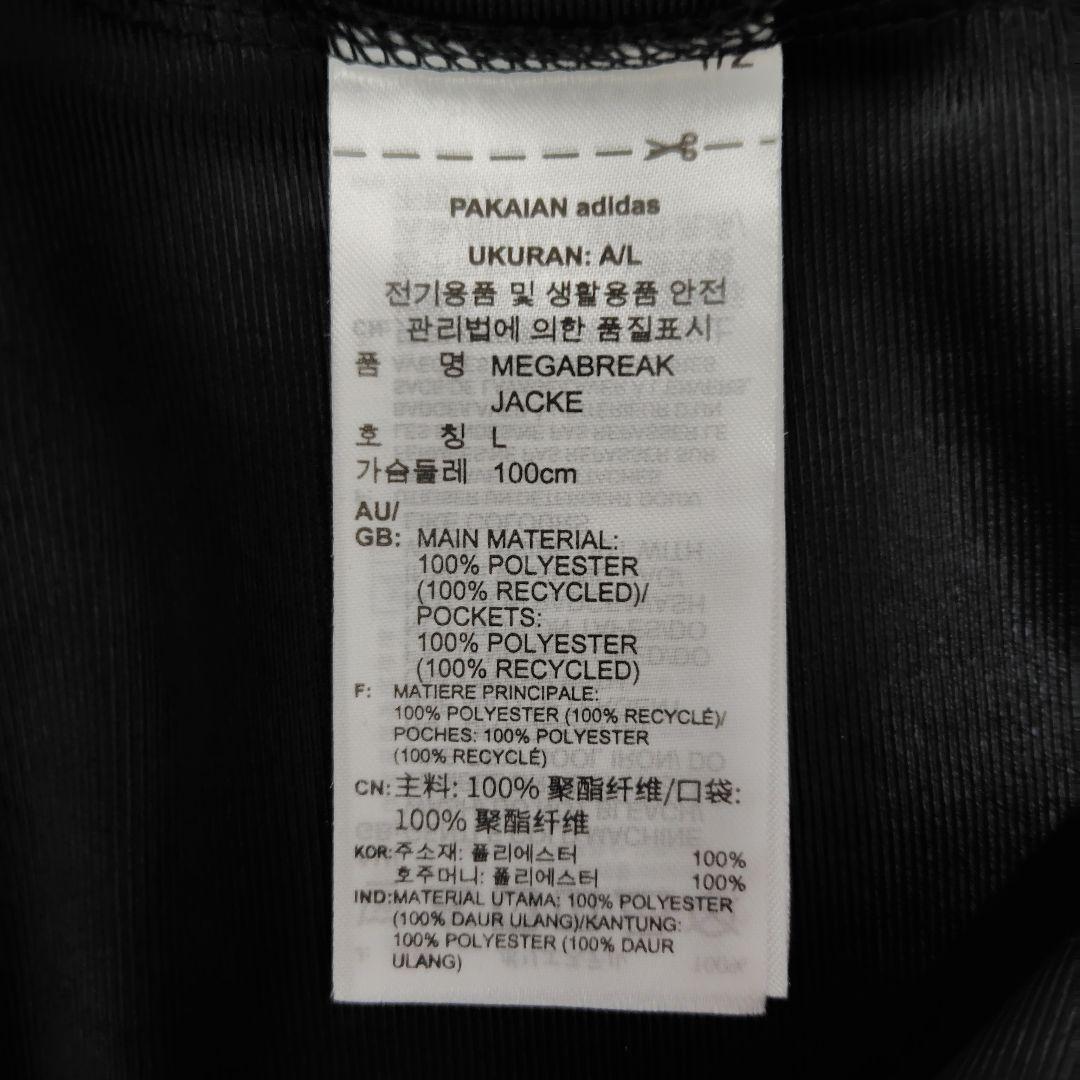 PAKAIAN adidas
UKURAN: A/L
전기용품 및 생활용품 안전
관리법에 의한 품질표시
품 명 MEGABREAK
JACKE
호 칭 L
가슴둘레 100cm
AU/
GB: MAIN MATERIAL:
100% POLYESTER
(100% RECYCLED)/
POCKETS:
100% POLYESTER
(100% RECYCLED)
F: MATIERE PRINCIPALE:
100% POLYESTER (100% RECYCLÉ)/
POCHES: 100% POLYESTER
(100% RECYCLÉ)
CN: 主料: 100% 聚酯纤维/口袋:
100% 聚酯纤维
KOR: 주소재: 폴리에스터 100%
호주머니: 폴리에스터 100%
IND: MATERIAL UTAMA: 100% POLYESTER
(100% DAUR ULANG)/KANTUNG:
100% POLYESTER (100% DAUR
ULANG)